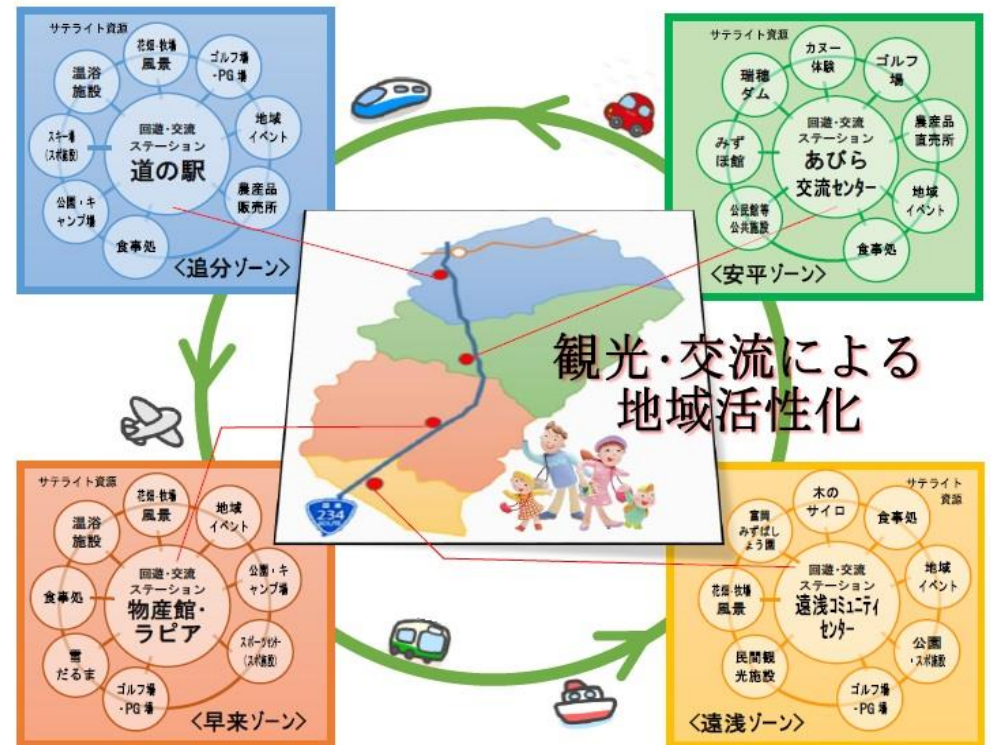 サテライト資源
花畑・牧場
風景
ゴルフ場
・PG場
温浴
施設
地域
イベント
スキー場
(スポ施設)
回遊・交流
ステーション
道の駅
農産品
販売所
公園・キ
ャンプ場
食事処
<追分ゾーン>
サテライト資源
カヌー
体験
ゴルフ
場
瑞穂
ダム
農産品
直売所
みず
ほ館
回遊・交流
ステーション
あびら
交流センター
公民館等
公共施設
地域
イベント
食事処
<安平ゾーン>
観光・交流による
地域活性化
国道
234
サテライト資源
花畑・牧場
風景
地域
イベント
温浴
施設
公園・キ
ャンプ場
食事処
回遊・交流
ステーション
物産館・
ラピア
スポーツセンター
(スポ施設)
雪
だるま
ゴルフ場
・PG場
<早来ゾーン>
サテライト
資源
木の
サイロ
食事処
富岡
みずばし
ょう園
地域
イベント
花畑・牧場
風景
回遊・交流
ステーション
遠浅コミュニティ
センター
公園
・スポ施設
民間観
光施設
ゴルフ場
・PG場
<遠浅ゾーン>